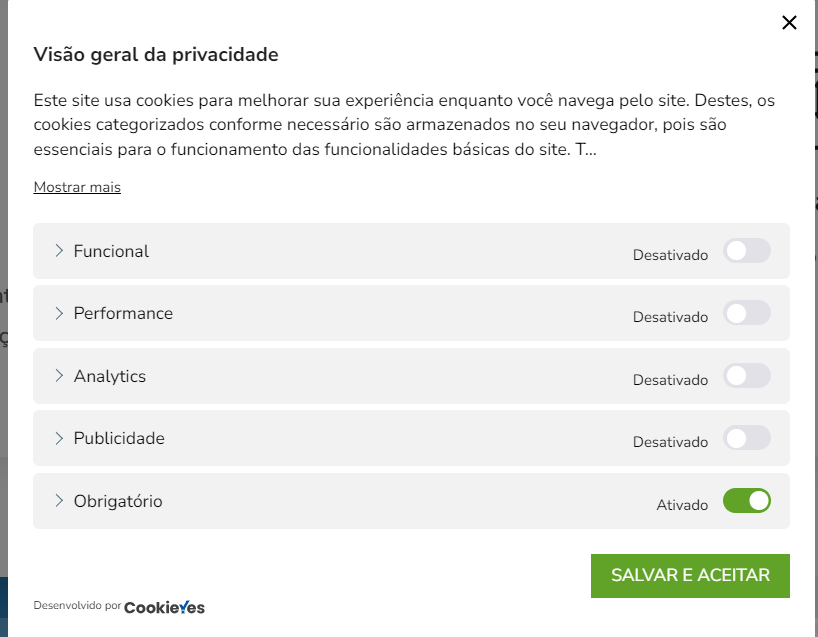 Visão geral da privacidade
Este site usa cookies para melhorar sua experiência enquanto você navega pelo site. Destes, os
cookies categorizados conforme necessário são armazenados no seu navegador, pois são
essenciais para o funcionamento das funcionalidades básicas do site. T...
Mostrar mais
Funcional Desativado
Performance Desativado
Analytics Desativado
Publicidade Desativado
Obrigatório Ativado
SALVAR E ACEITAR
Desenvolvido por CookieYes